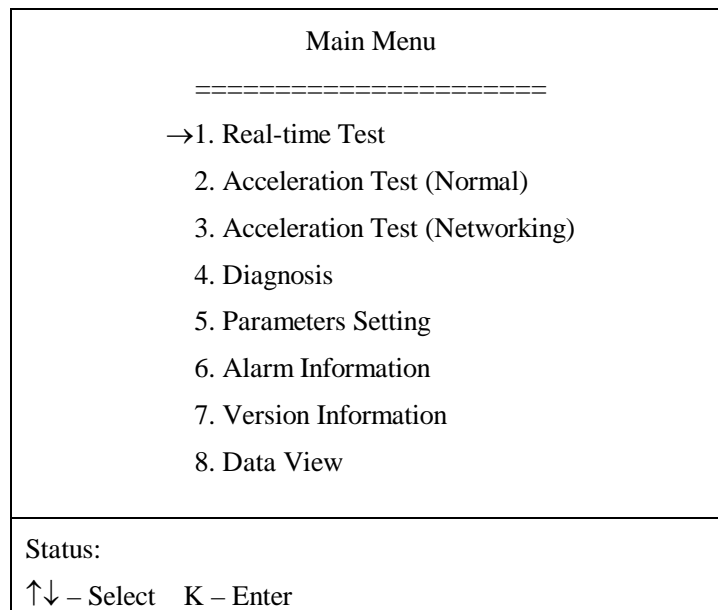 Main Menu
======================
→1. Real-time Test
2. Acceleration Test (Normal)
3. Acceleration Test (Networking)
4. Diagnosis
5. Parameters Setting
6. Alarm Information
7. Version Information
8. Data View
Status:
↑↓ – Select K – Enter